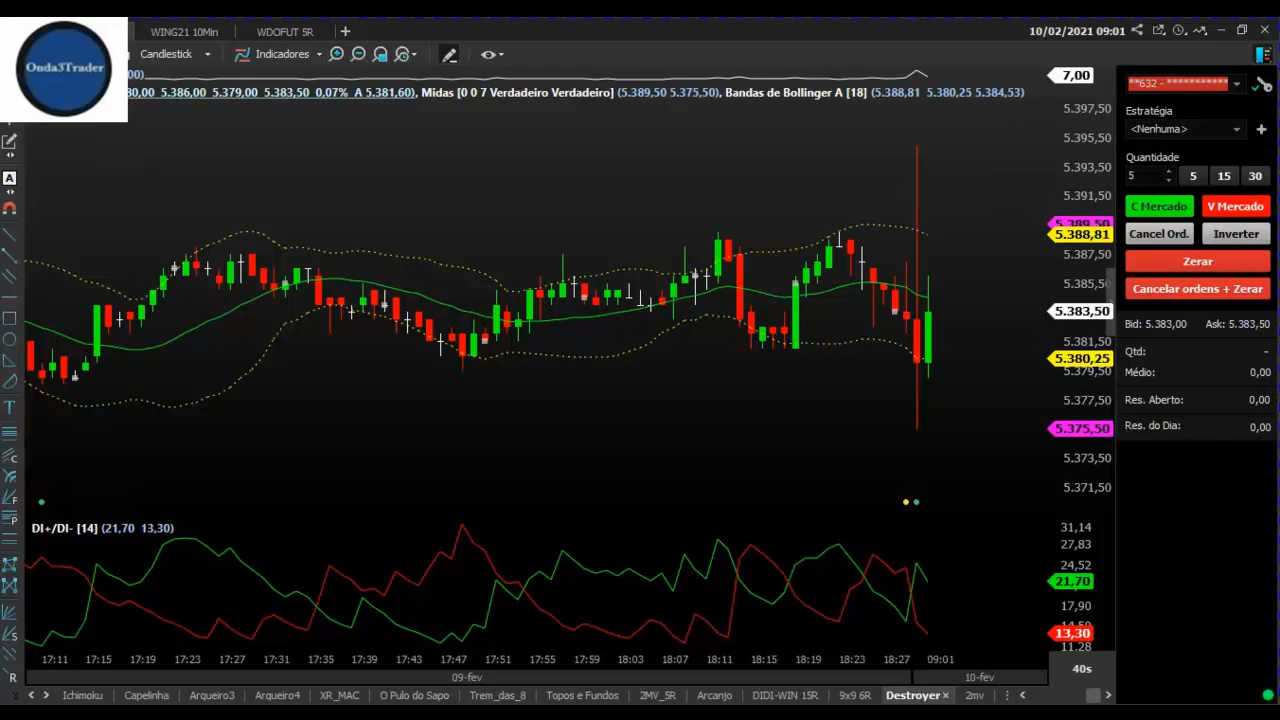 Onda3Trader
WING21 10Min
WDOFUT 5R
10/02/2021 09:01
Candlestick
Indicadores
00)
7,00
**632 - ***********
30,00 5.386,00 5.379,00 5.383,50 0,07% A 5.381,60), Midas [0 0 7 Verdadeiro Verdadeiro] (5.389,50 5.375,50), Bandas de Bollinger A [18] (5.388,81 5.380,25 5.384,53)
5.397,50
5.395,50
5.393,50
5.391,50
5.389,50
5.388,81
5.387,50
5.385,50
5.383,50
5.381,50
5.380,25
5.379,50
5.377,50
5.375,50
5.373,50
5.371,50
Estratégia
<Nenhuma>
Quantidade
5
5
15
30
C Mercado
V Mercado
Cancel Ord.
Inverter
Zerar
Cancelar ordens + Zerar
Bid: 5.383,00
Ask: 5.383,50
Qtd: -
Médio: 0,00
Res. Aberto: 0,00
Res. do Dia: 0,00
DI+/DI- [14] (21,70 13,30)
31,14
27,83
24,52
21,70
17,90
14,59
13,30
11,28
17:11 17:15 17:19 17:23 17:27 17:31 17:35 17:39 17:43 17:47 17:51 17:55 17:59 18:03 18:07 18:11 18:15 18:19 18:23 18:27 09:01
09-fev
10-fev
40s
Ichimoku
Capelinha
Arqueiro3
Arqueiro4
XR_MAC
O Pulo do Sapo
Trem_das_8
Topos e Fundos
2MV_5R
Arcanjo
DIDI-WIN 15R
9x9 6R
Destroyer
2mv